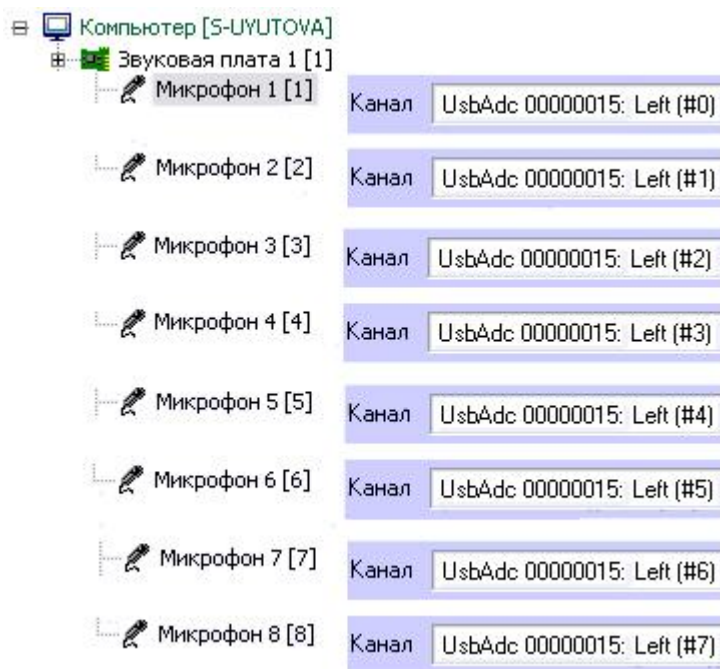 Компьютер [S-UYUTOVA]
Звуковая плата 1 [1]
Микрофон 1 [1] Канал UsbAdc 00000015: Left (#0)
Микрофон 2 [2] Канал UsbAdc 00000015: Left (#1)
Микрофон 3 [3] Канал UsbAdc 00000015: Left (#2)
Микрофон 4 [4] Канал UsbAdc 00000015: Left (#3)
Микрофон 5 [5] Канал UsbAdc 00000015: Left (#4)
Микрофон 6 [6] Канал UsbAdc 00000015: Left (#5)
Микрофон 7 [7] Канал UsbAdc 00000015: Left (#6)
Микрофон 8 [8] Канал UsbAdc 00000015: Left (#7)